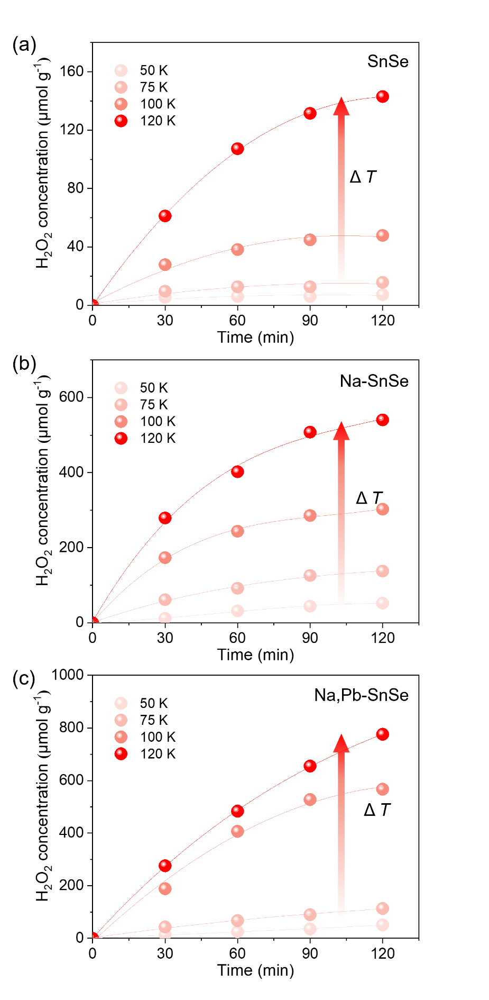 (a)
SnSe
50 K
75 K
100 K
120 K
Δ T
H₂O₂ concentration (μmol g⁻¹)
160
120
80
40
0
0 30 60 90 120
Time (min)
(b)
Na-SnSe
50 K
75 K
100 K
120 K
Δ T
H₂O₂ concentration (μmol g⁻¹)
600
400
200
0
0 30 60 90 120
Time (min)
(c)
Na,Pb-SnSe
50 K
75 K
100 K
120 K
Δ T
H₂O₂ concentration (μmol g⁻¹)
1000
800
600
400
200
0
0 30 60 90 120
Time (min)